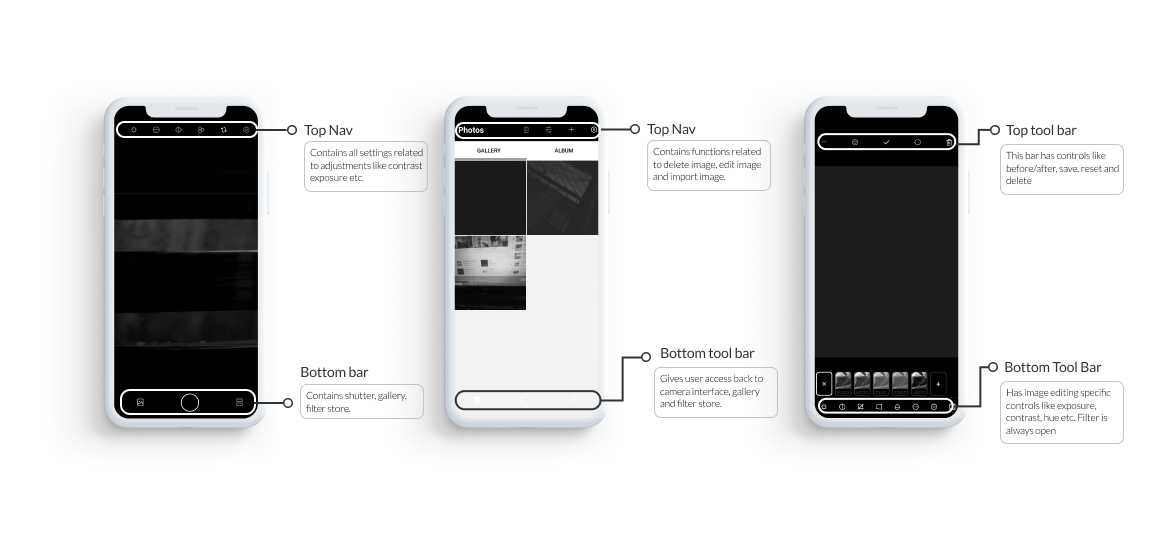 Top Nav
Contains all settings related
to adjustments like contrast
exposure etc.
Bottom bar
Contains shutter, gallery,
filter store.
Photos
GALLERY
ALBUM
Top Nav
Contains functions related
to delete image, edit image
and import image.
Bottom tool bar
Gives user access back to
camera interface, gallery
and filter store.
Top tool bar
This bar has controls like
before/after, save, reset and
delete
Bottom Tool Bar
Has image editing specific
controls like exposure,
contrast, hue etc. Filter is
always open